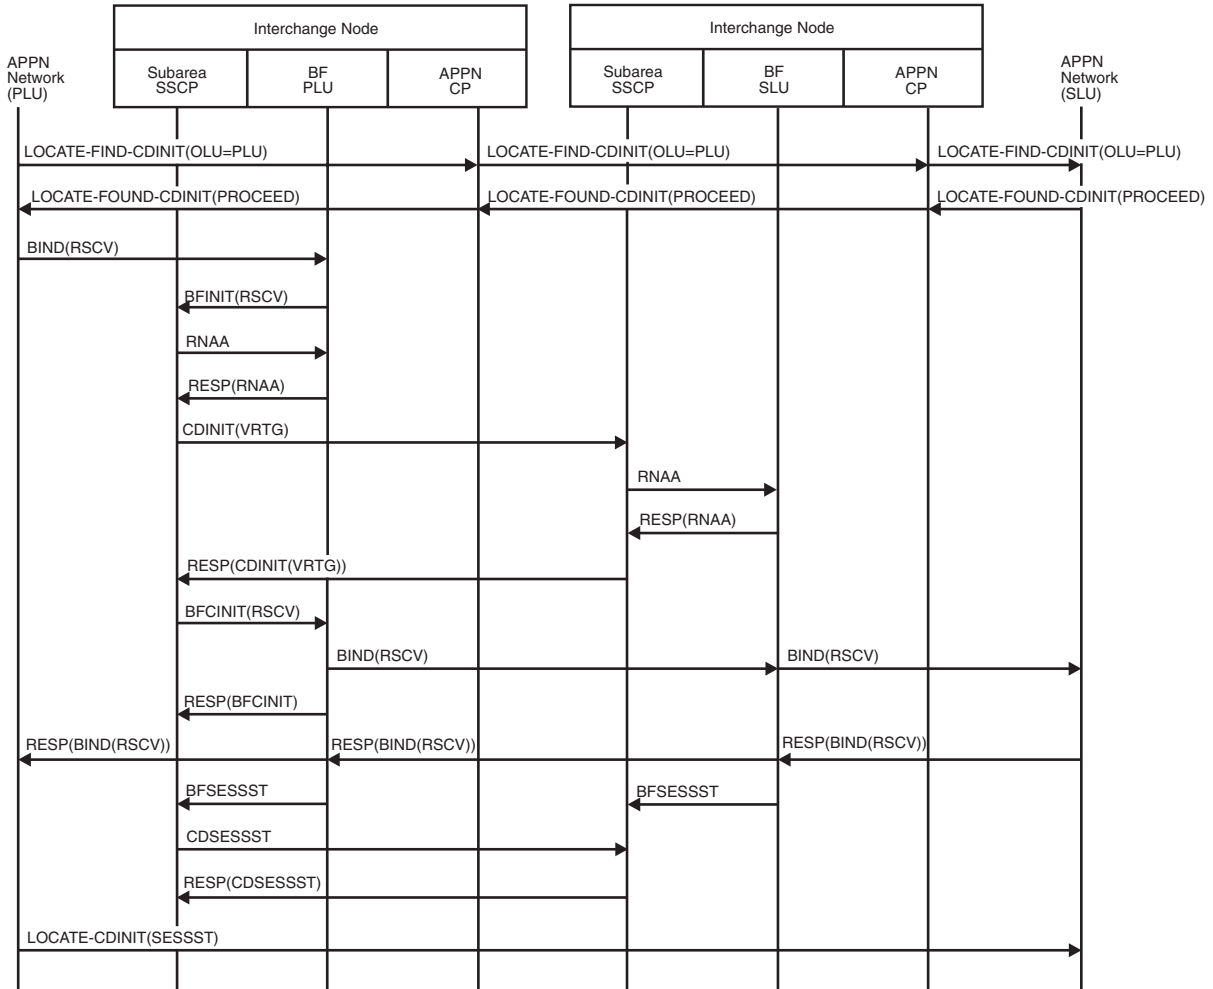 Interchange Node
Interchange Node
APPN
Network
(PLU)
Subarea
SSCP
BF
PLU
APPN
CP
Subarea
SSCP
BF
SLU
APPN
CP
APPN
Network
(SLU)
LOCATE-FIND-CDINIT(OLU=PLU)
LOCATE-FIND-CDINIT(OLU=PLU)
LOCATE-FIND-CDINIT(OLU=PLU)
LOCATE-FOUND-CDINIT(PROCEED)
LOCATE-FOUND-CDINIT(PROCEED)
LOCATE-FOUND-CDINIT(PROCEED)
BIND(RSCV)
BFINIT(RSCV)
RNAA
RESP(RNAA)
CDINIT(VRTG)
RNAA
RESP(RNAA)
RESP(CDINIT(VRTG))
BFCINIT(RSCV)
BIND(RSCV)
BIND(RSCV)
RESP(BFCINIT)
RESP(BIND(RSCV))
RESP(BIND(RSCV))
RESP(BIND(RSCV))
BFSESSST
BFSESSST
CDSESSST
RESP(CDSESSST)
LOCATE-CDINIT(SESSST)